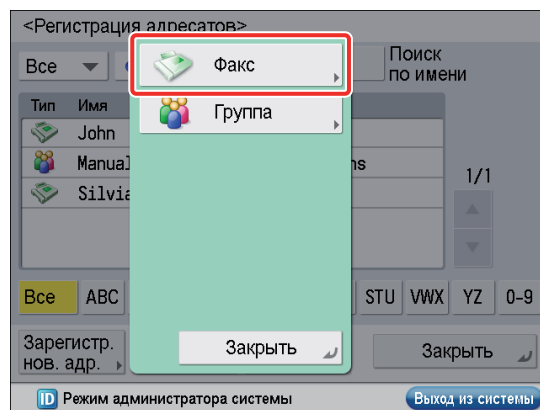 <Регистрация адресатов>
Все
Факс
Поиск
по имени
Тип Имя
Группа
John
Manual
ns
Silvia
1/1
Все ABC STU VWX YZ 0-9
Зарегистр.
нов. адр.
Закрыть
Закрыть
ID Режим администратора системы
Выход из системы